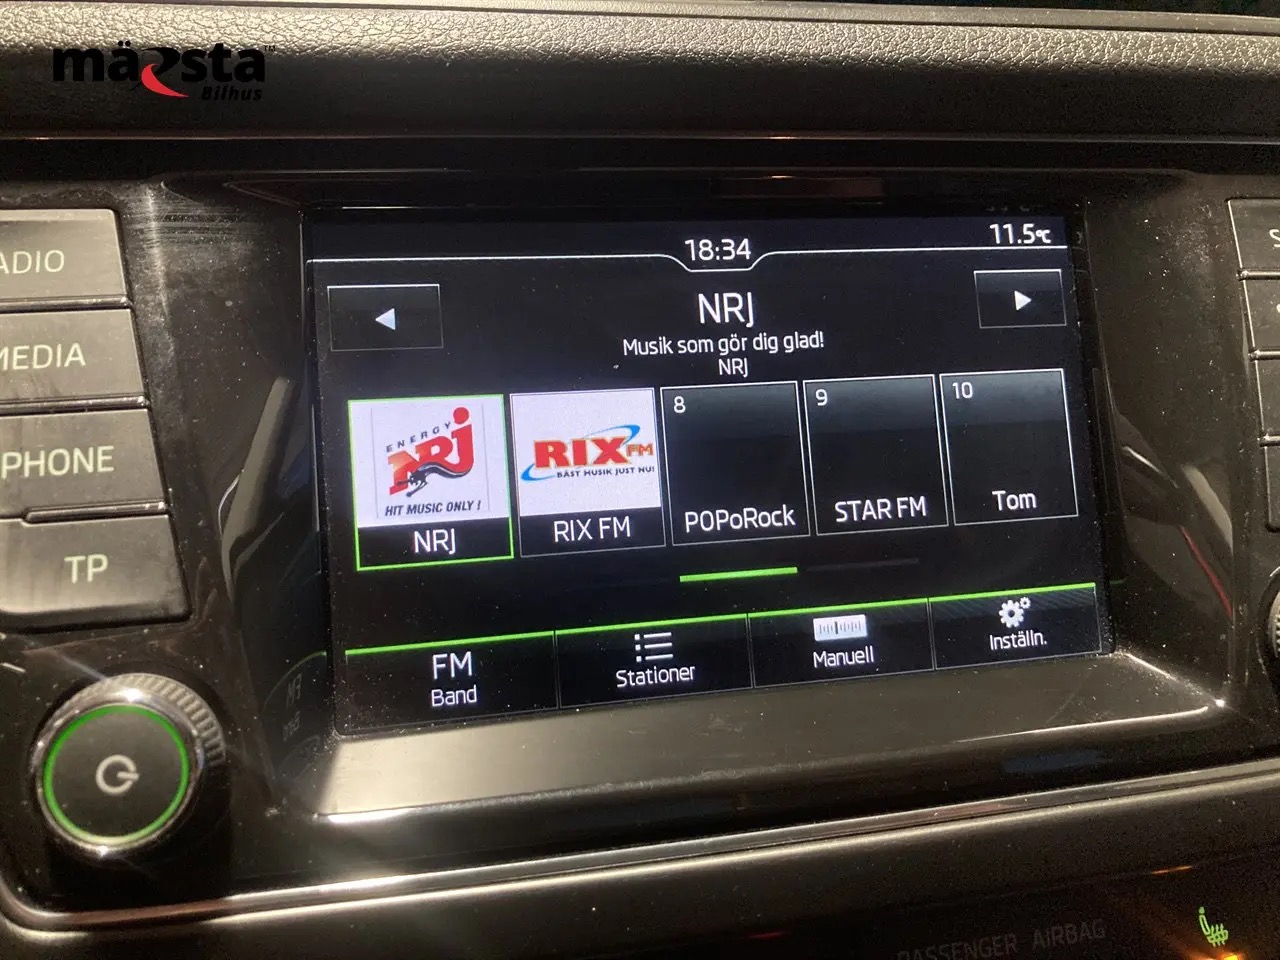 märsta™
Bilhus
18:34
11.5°C
NRJ
Musik som gör dig glad!
NRJ
ENERGY
NRJ
HIT MUSIC ONLY !
NRJ
RIX FM
BÄST MUSIK JUST NU!
RIX FM
8
POPoRock
9
STAR FM
10
Tom
FM
Band
Stationer
Manuell
Inställn.
ADIO
MEDIA
PHONE
TP
PASSENGER AIRBAG